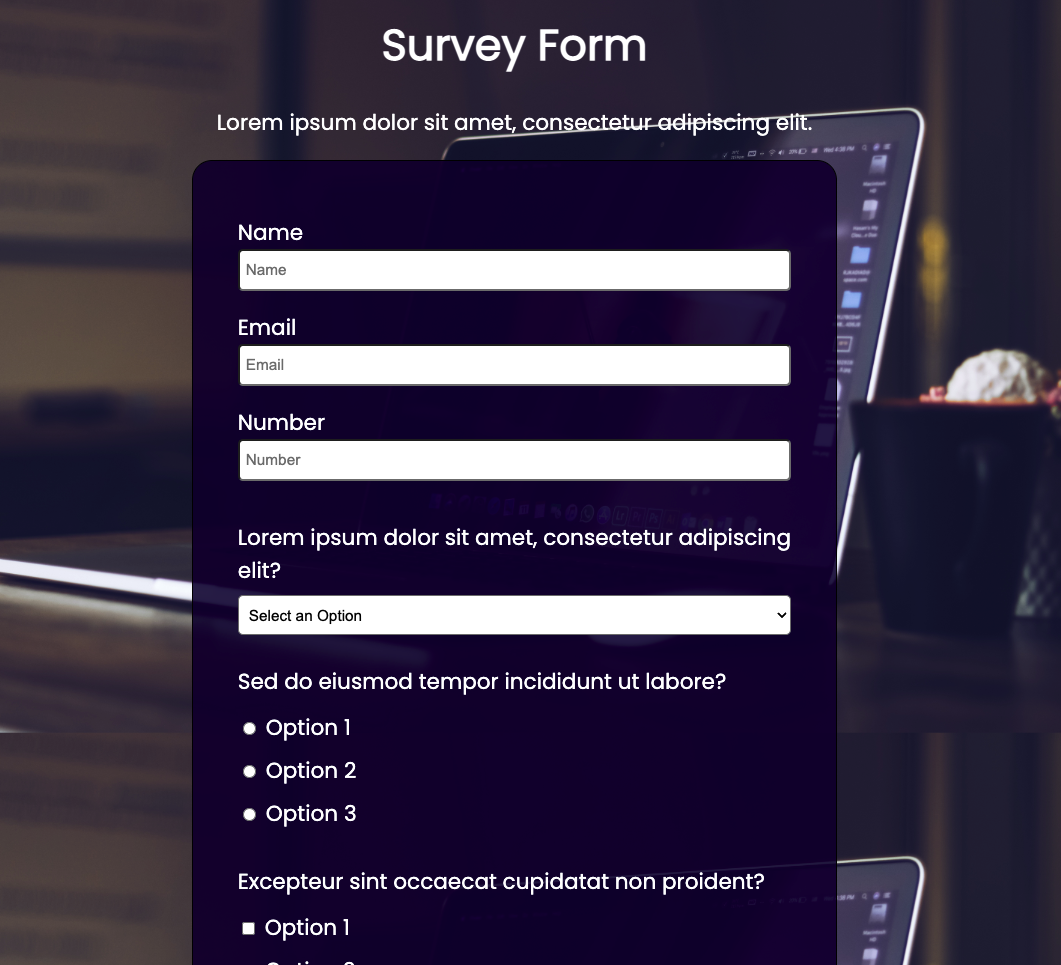 Survey Form
Lorem ipsum dolor sit amet, consectetur adipiscing elit.
Name
Name
Email
Email
Number
Number
Lorem ipsum dolor sit amet, consectetur adipiscing
elit?
Select an Option
Sed do eiusmod tempor incididunt ut labore?
Option 1
Option 2
Option 3
Excepteur sint occaecat cupidatat non proident?
Option 1